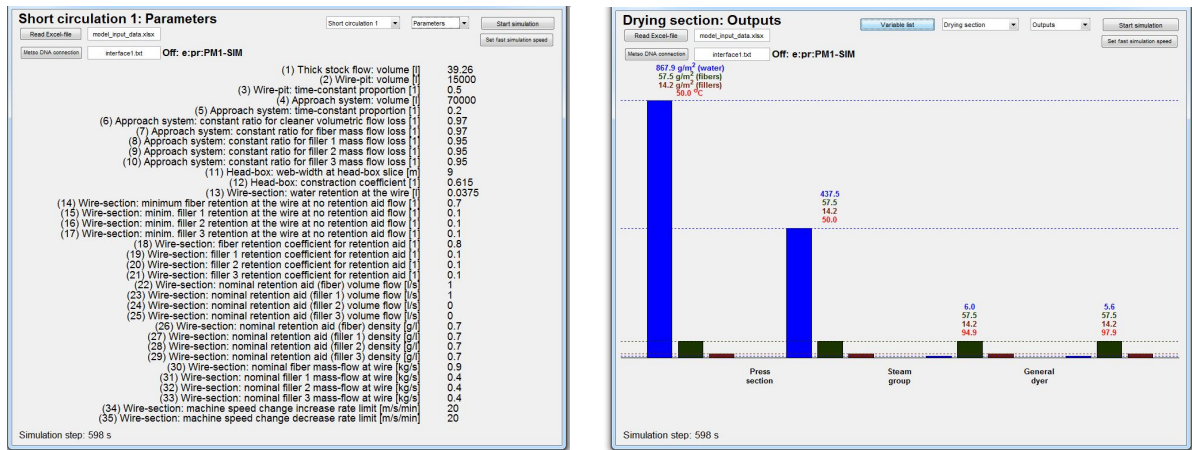 Short circulation 1: Parameters
Short circulation 1
Parameters
Start simulation
Read Excel-file
model_input_data.xlsx
Set fast simulation speed
Metso DNA connection
interface1.txt
Off: e:pr:PM1-SIM
(1) Thick stock flow: volume [l] 39.26
(2) Wire-pit: volume [l] 15000
(3) Wire-pit: time-constant proportion [1] 0.5
(4) Approach system: volume [l] 70000
(5) Approach system: time-constant proportion [1] 0.2
(6) Approach system: constant ratio for cleaner volumetric flow loss [1] 0.97
(7) Approach system: constant ratio for fiber mass flow loss [1] 0.97
(8) Approach system: constant ratio for filler 1 mass flow loss [1] 0.95
(9) Approach system: constant ratio for filler 2 mass flow loss [1] 0.95
(10) Approach system: constant ratio for filler 3 mass flow loss [1] 0.95
(11) Head-box: web-width at head-box slice [m] 9
(12) Head-box: constraction coefficient [1] 0.615
(13) Wire-section: water retention at the wire [l] 0.0375
(14) Wire-section: minimum fiber retention at the wire at no retention aid flow [1] 0.7
(15) Wire-section: minim. filler 1 retention at the wire at no retention aid flow [1] 0.1
(16) Wire-section: minim. filler 2 retention at the wire at no retention aid flow [1] 0.1
(17) Wire-section: minim. filler 3 retention at the wire at no retention aid flow [1] 0.1
(18) Wire-section: fiber retention coefficient for retention aid [1] 0.8
(19) Wire-section: filler 1 retention coefficient for retention aid [1] 0.1
(20) Wire-section: filler 2 retention coefficient for retention aid [1] 0.1
(21) Wire-section: filler 3 retention coefficient for retention aid [1] 0.1
(22) Wire-section: nominal retention aid (fiber) volume flow [l/s] 1
(23) Wire-section: nominal retention aid (filler 1) volume flow [l/s] 1
(24) Wire-section: nominal retention aid (filler 2) volume flow [l/s] 0
(25) Wire-section: nominal retention aid (filler 3) volume flow [l/s] 0
(26) Wire-section: nominal retention aid (fiber) density [g/l] 0.7
(27) Wire-section: nominal retention aid (filler 1) density [g/l] 0.7
(28) Wire-section: nominal retention aid (filler 2) density [g/l] 0.7
(29) Wire-section: nominal retention aid (filler 3) density [g/l] 0.7
(30) Wire-section: nominal fiber mass-flow at wire [kg/s] 0.9
(31) Wire-section: nominal filler 1 mass-flow at wire [kg/s] 0.4
(32) Wire-section: nominal filler 2 mass-flow at wire [kg/s] 0.4
(33) Wire-section: nominal filler 3 mass-flow at wire [kg/s] 0.4
(34) Wire-section: machine speed change increase rate limit [m/s/min] 20
(35) Wire-section: machine speed change decrease rate limit [m/s/min] 20
Simulation step: 598 s
Drying section: Outputs
Variable list
Drying section
Outputs
Start simulation
Read Excel-file
model_input_data.xlsx
Set fast simulation speed
Metso DNA connection
interface1.txt
Off: e:pr:PM1-SIM
867.9 g/m² (water)
57.5 g/m² (fibers)
14.2 g/m² (fillers)
50.0 °C
437.5
57.5
14.2
50.0
6.0
57.5
14.2
94.9
5.6
57.5
14.2
97.9
Press
section
Steam
group
General
dyer
Simulation step: 598 s